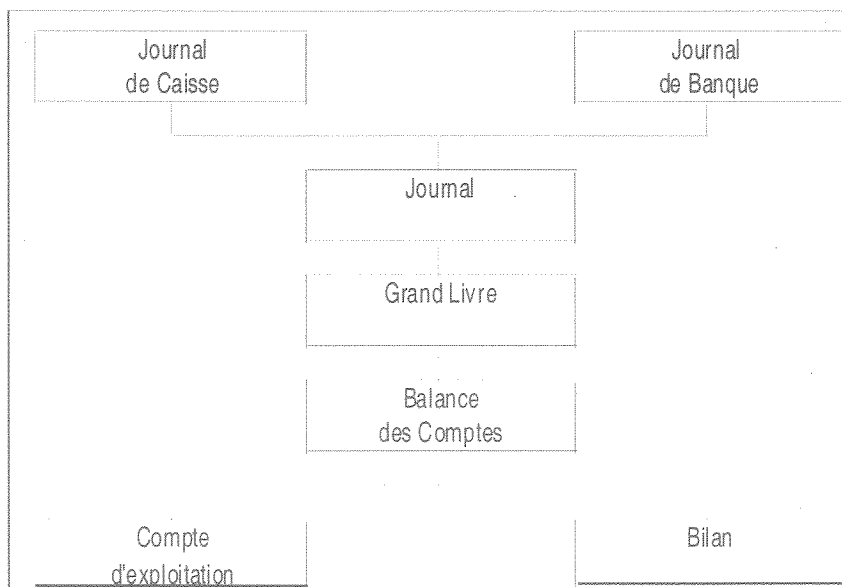 Journal
de Caisse
Journal
de Banque
Journal
Grand Livre
Balance
des Comptes
Compte
d'exploitation
Bilan